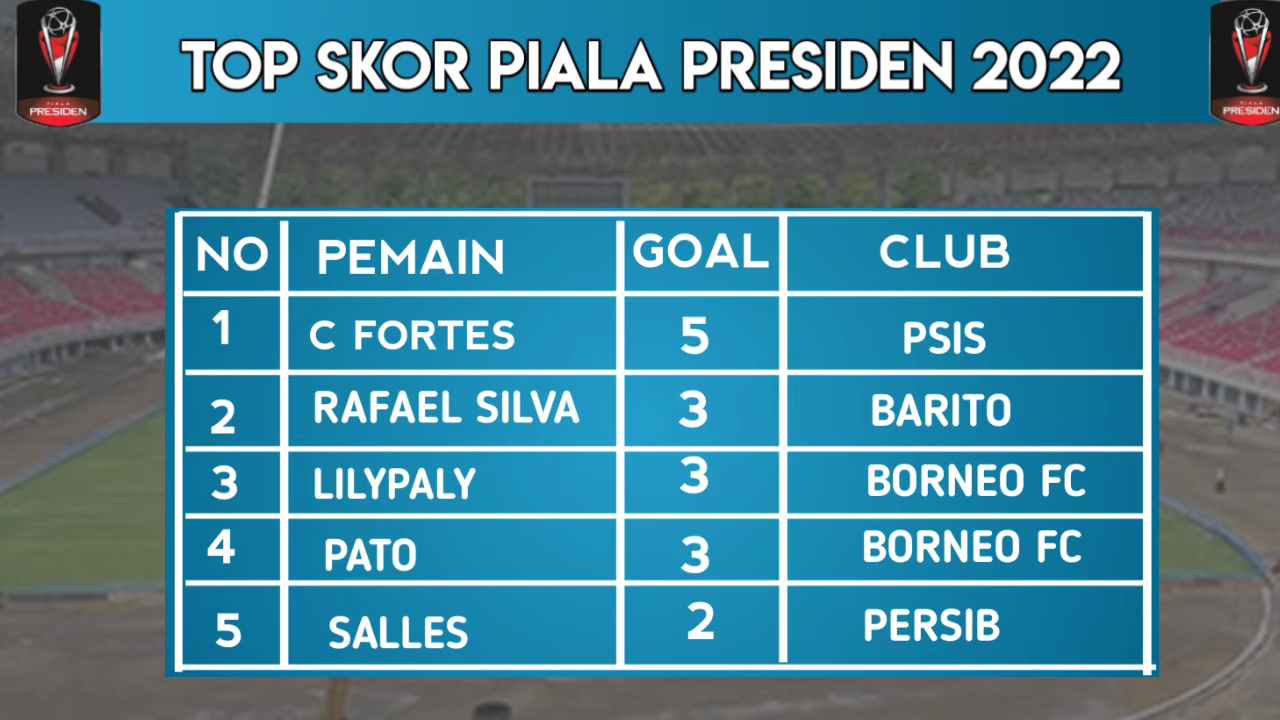 TOP SKOR PIALA PRESIDEN 2022
PIALA
PRESIDEN
PIALA
PRESIDEN
NO PEMAIN GOAL CLUB
1 C FORTES 5 PSIS
2 RAFAEL SILVA 3 BARITO
3 LILYPALY 3 BORNEO FC
4 PATO 3 BORNEO FC
5 SALLES 2 PERSIB